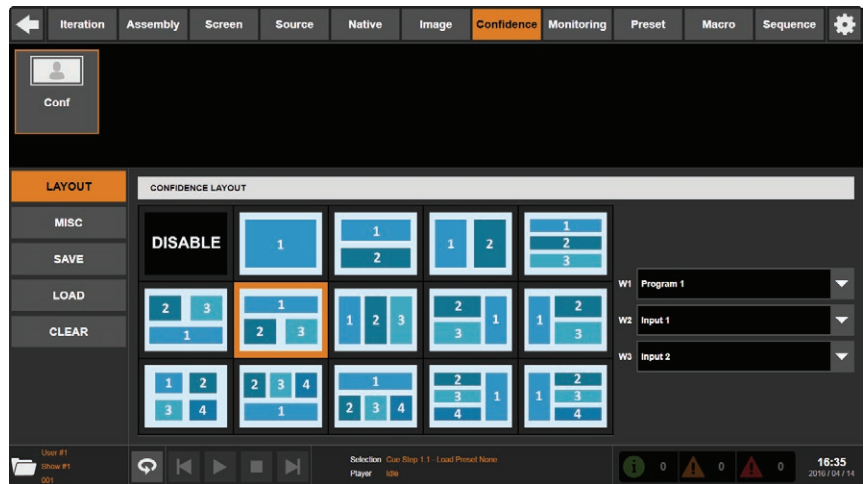 Iteration Assembly Screen Source Native Image Confidence Monitoring Preset Macro Sequence
Conf
LAYOUT
MISC
SAVE
LOAD
CLEAR
CONFIDENCE LAYOUT
DISABLE 1 1 2 1 2 1 2 3
2 3 1 1 2 3 1 2 3 2 3 1 1 2 3
1 2 3 4 2 3 4 1 1 2 3 4 2 3 4 1 1 2 3 4
W1 Program 1
W2 Input 1
W3 Input 2
User #1
Show #1
001
Selection Cue Step 1.1 - Load Preset None
Player Idle
i 0 ! 0 ! 0
16:35
2016 / 04 / 14